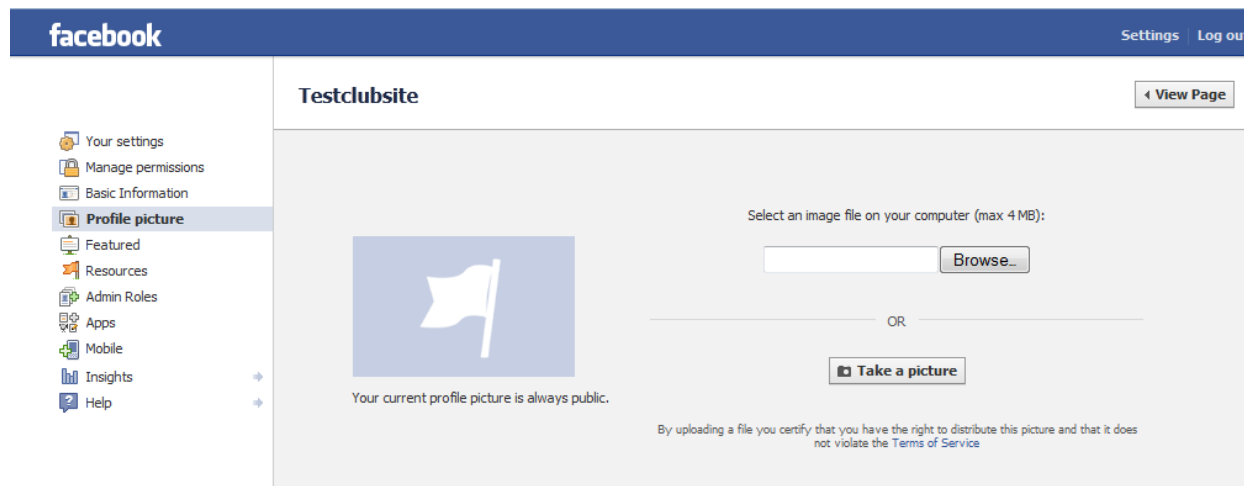 facebook
Settings Log ou
Testclubsite
View Page
Your settings
Manage permissions
Basic Information
Profile picture
Featured
Resources
Admin Roles
Apps
Mobile
Insights
Help
Your current profile picture is always public.
Select an image file on your computer (max 4 MB):
Browse...
OR
Take a picture
By uploading a file you certify that you have the right to distribute this picture and that it does
not violate the Terms of Service